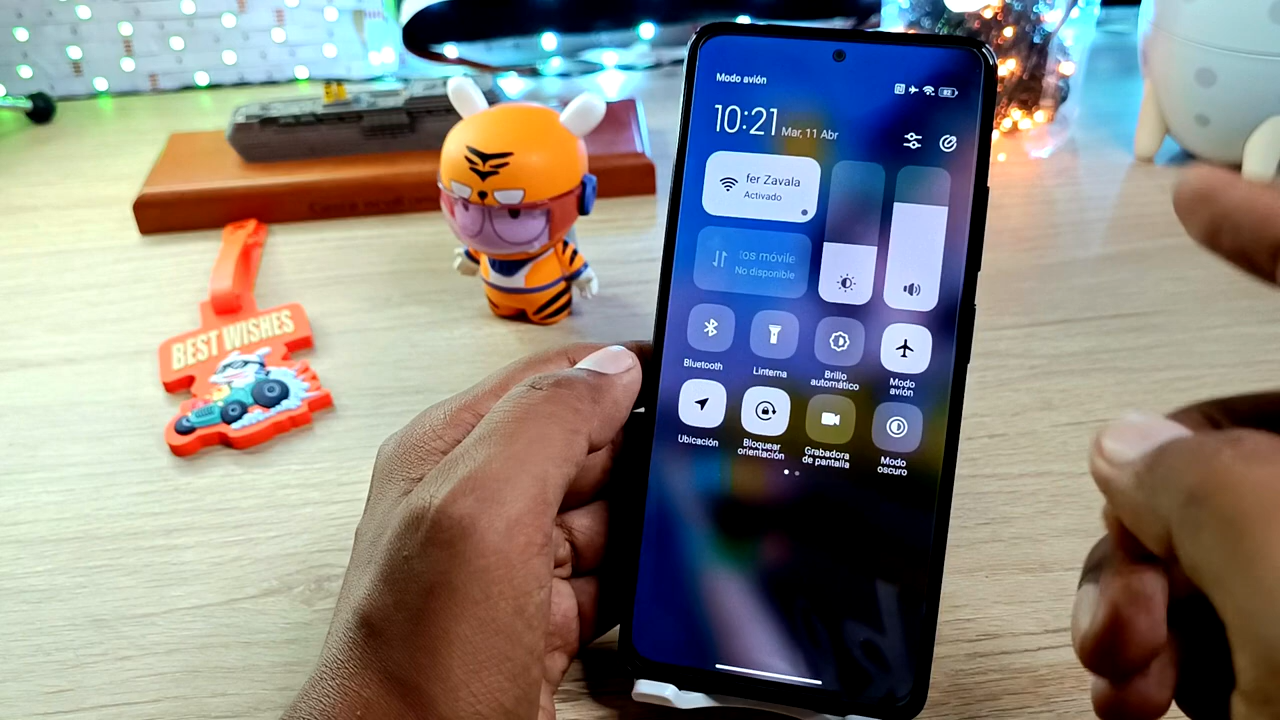 Modo avión
82
10:21 Mar, 11 Abr
fer Zavala
Activado
tos móvile
No disponible
Bluetooth
Linterna
Brillo
automático
Modo
avión
Ubicación
Bloquear
orientación
Grabadora
de pantalla
Modo
oscuro
BEST WISHES